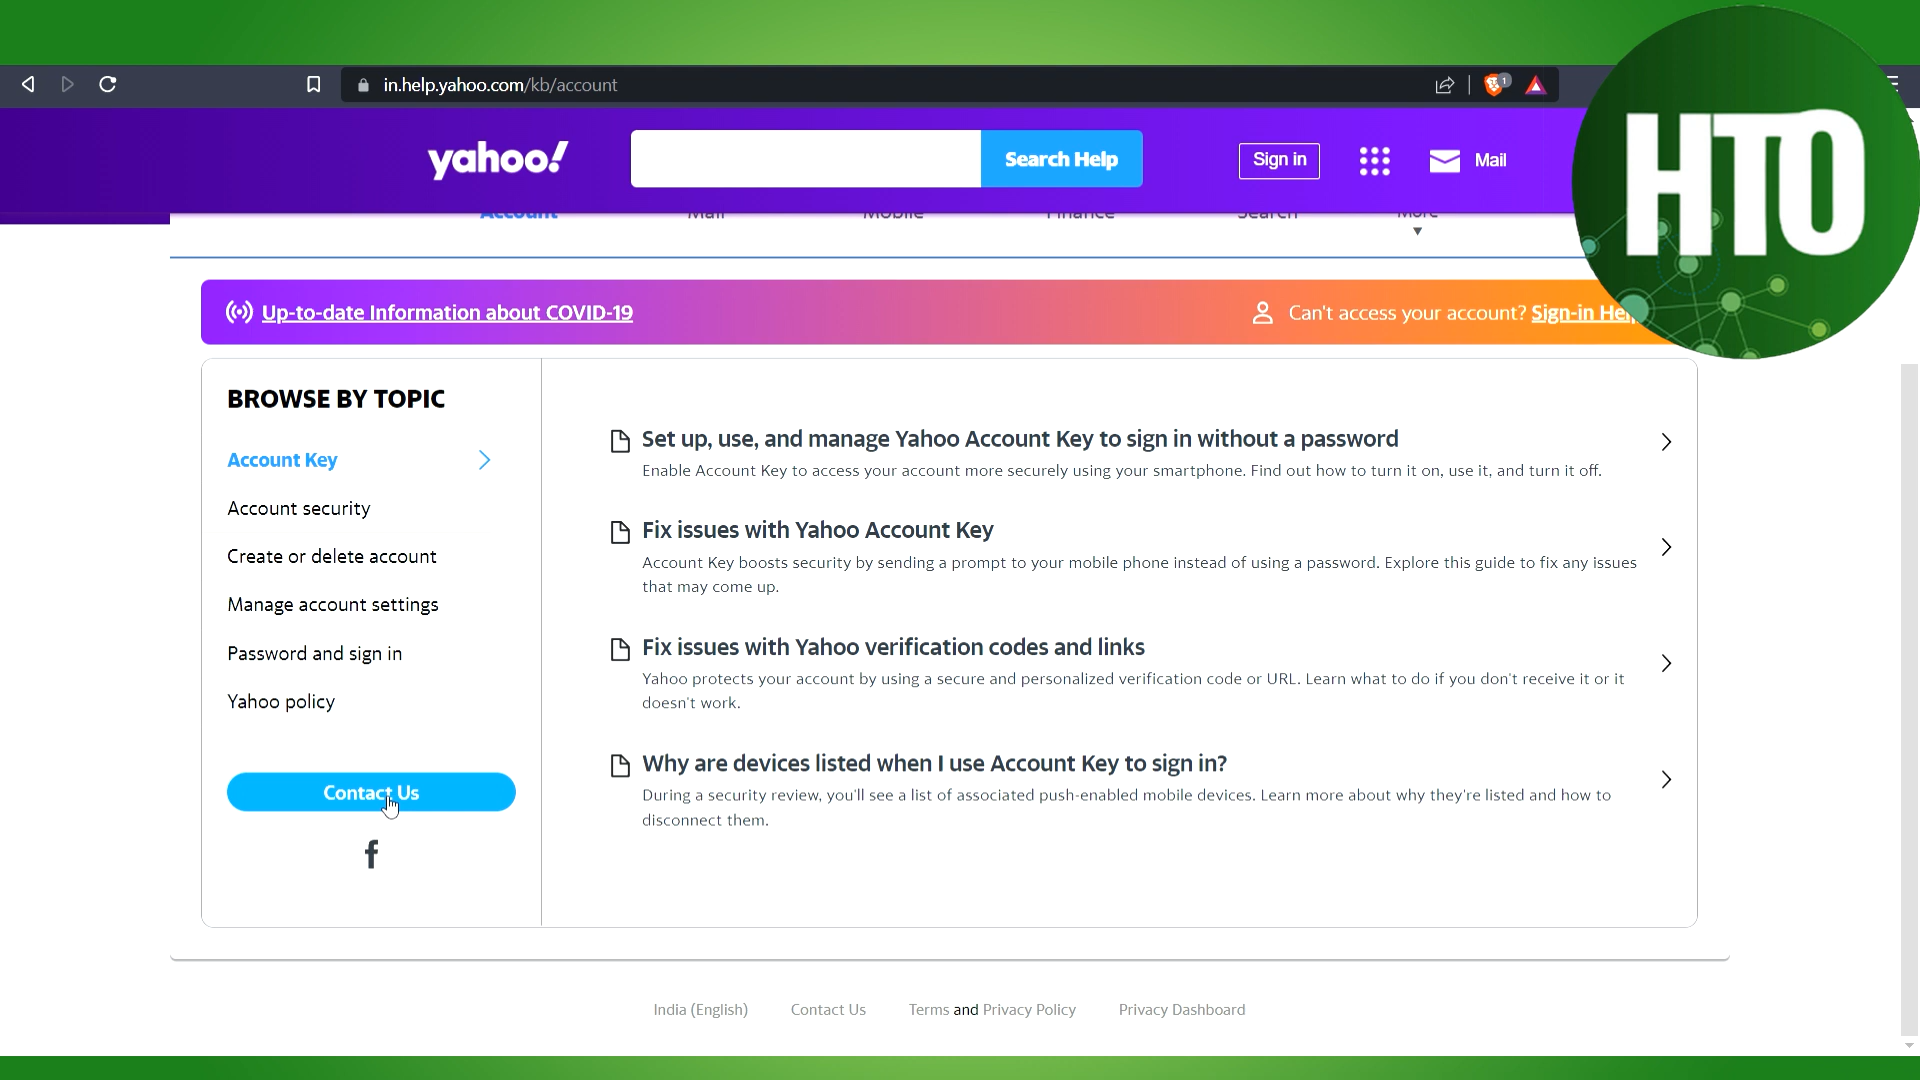 in.help.yahoo.com/kb/account
1
HTO
yahoo!
Search Help
Sign in
Mail
Account
Mail
Mobile
Finance
Search
More
Up-to-date Information about COVID-19
Can't access your account? Sign-in Help
BROWSE BY TOPIC
Account Key
Account security
Create or delete account
Manage account settings
Password and sign in
Yahoo policy
Contact Us
Set up, use, and manage Yahoo Account Key to sign in without a password
Enable Account Key to access your account more securely using your smartphone. Find out how to turn it on, use it, and turn it off.
Fix issues with Yahoo Account Key
Account Key boosts security by sending a prompt to your mobile phone instead of using a password. Explore this guide to fix any issues
that may come up.
Fix issues with Yahoo verification codes and links
Yahoo protects your account by using a secure and personalized verification code or URL. Learn what to do if you don't receive it or it
doesn't work.
Why are devices listed when I use Account Key to sign in?
During a security review, you'll see a list of associated push-enabled mobile devices. Learn more about why they're listed and how to
disconnect them.
India (English)
Contact Us
Terms and Privacy Policy
Privacy Dashboard